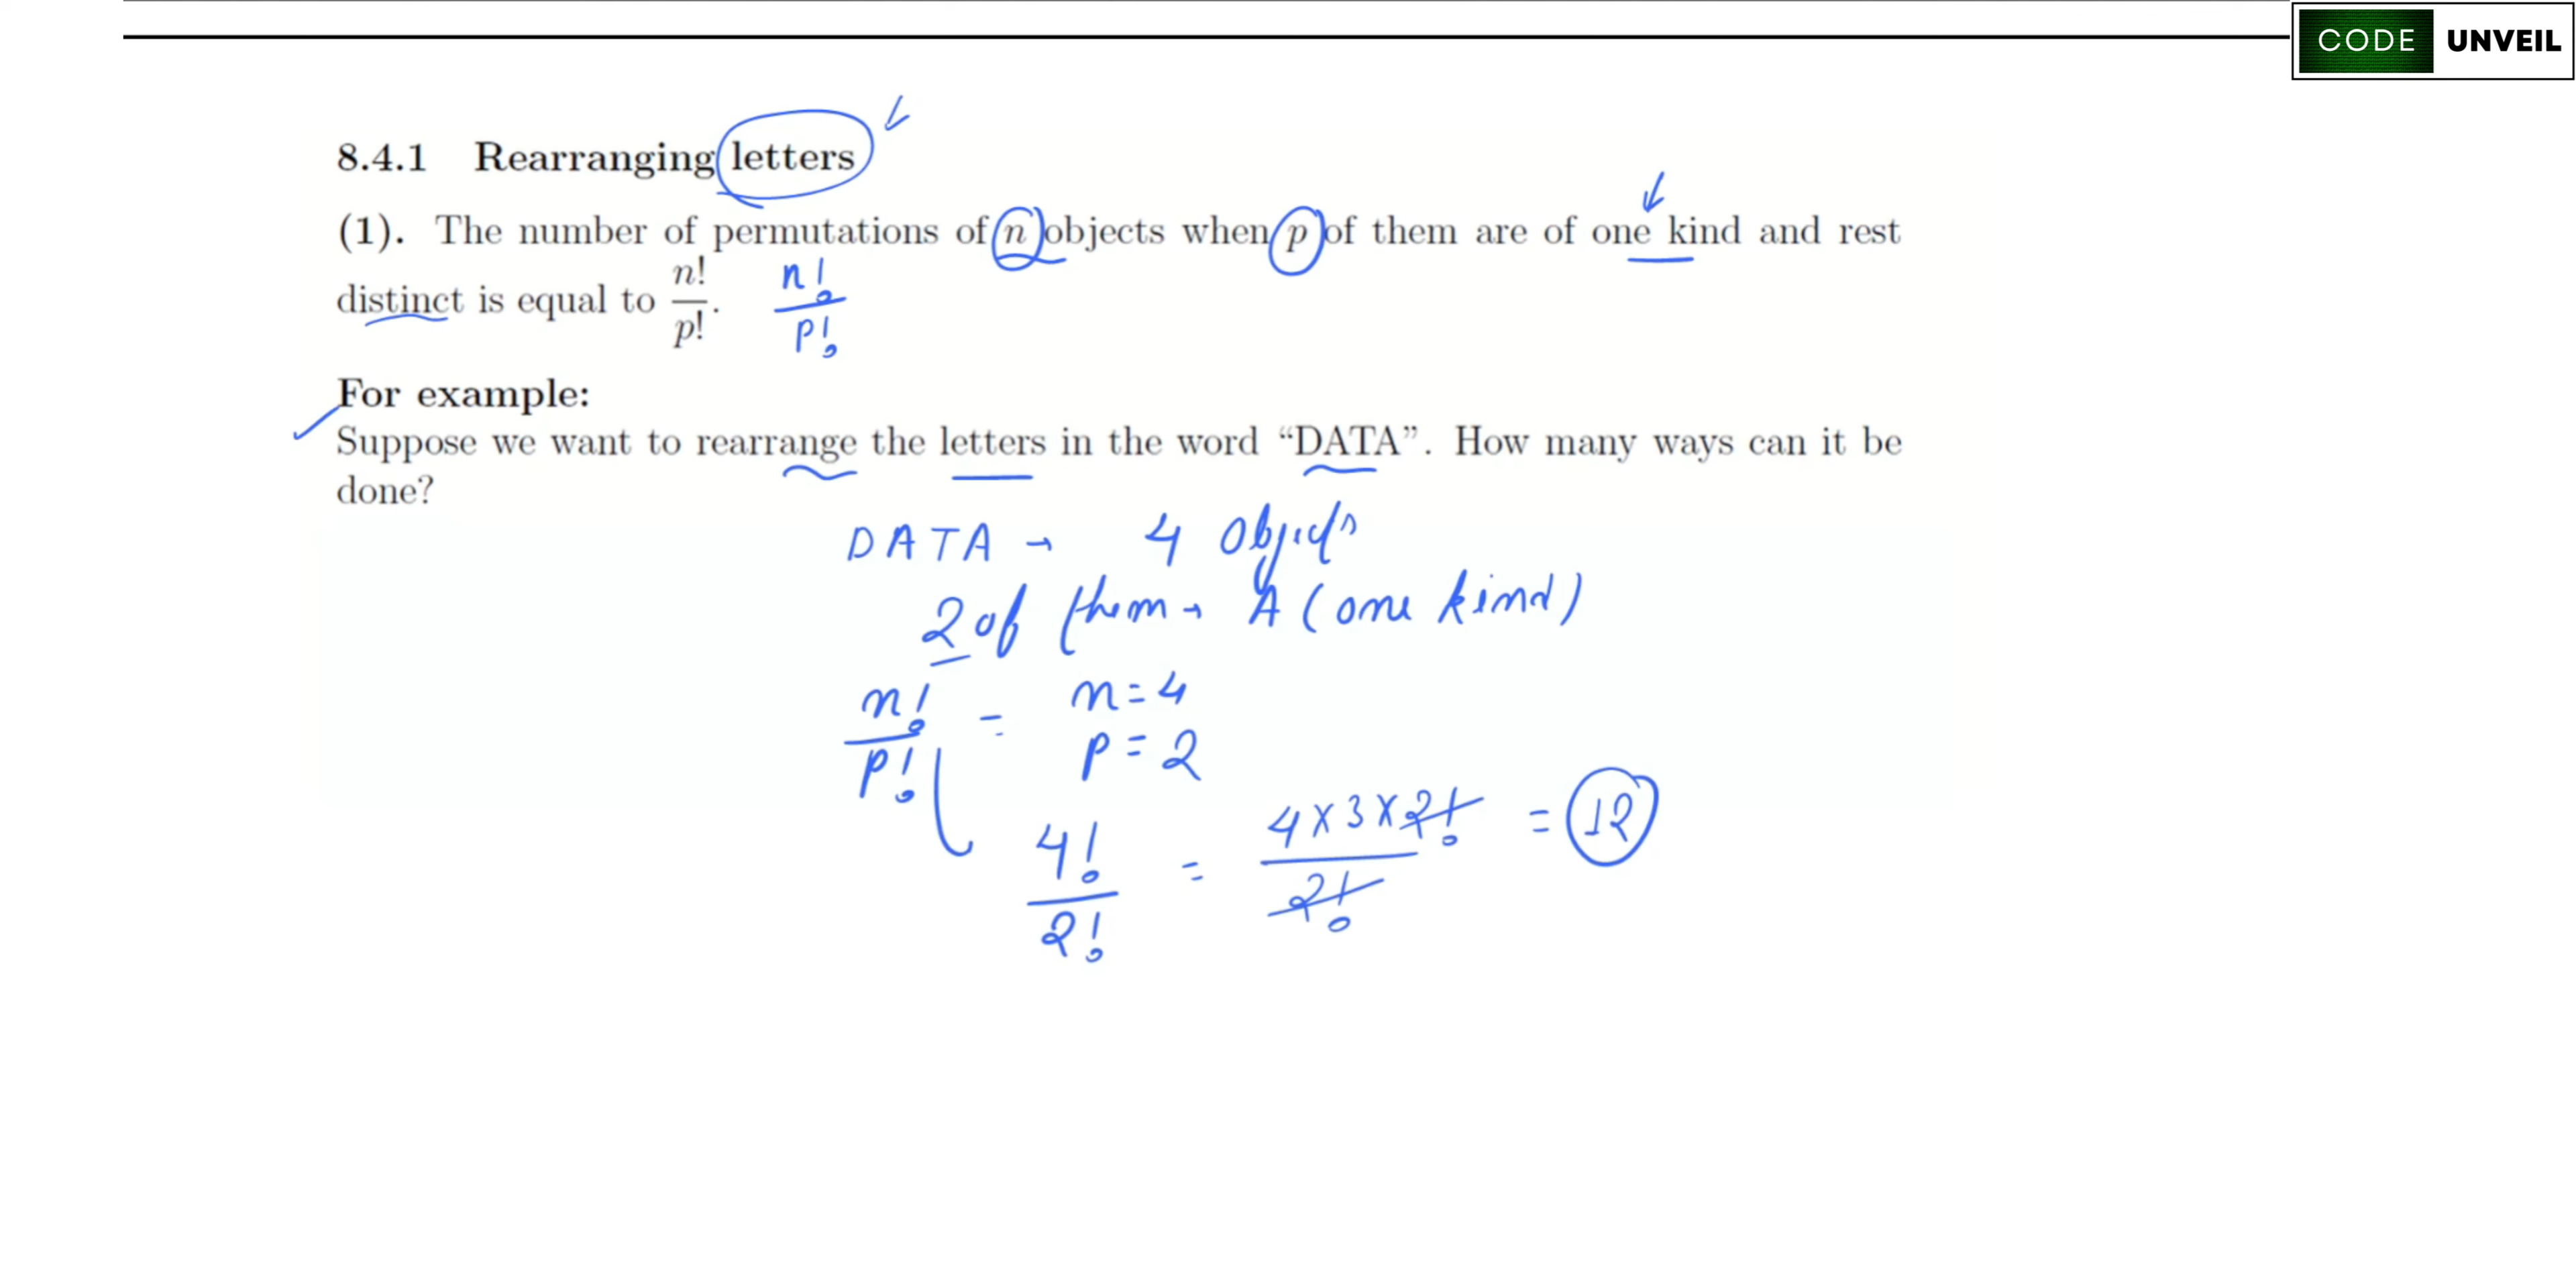 CODE UNVEIL
8.4.1 Rearranging letters
(1). The number of permutations of n objects when p of them are of one kind and rest
distinct is equal to n!/p!. n!/p!
For example:
Suppose we want to rearrange the letters in the word “DATA”. How many ways can it be
done?
DATA → 4 Objects
2 of them → A (one kind)
n!/p! = n=4
p=2
4!/2! = 4×3×2!/2! = 12